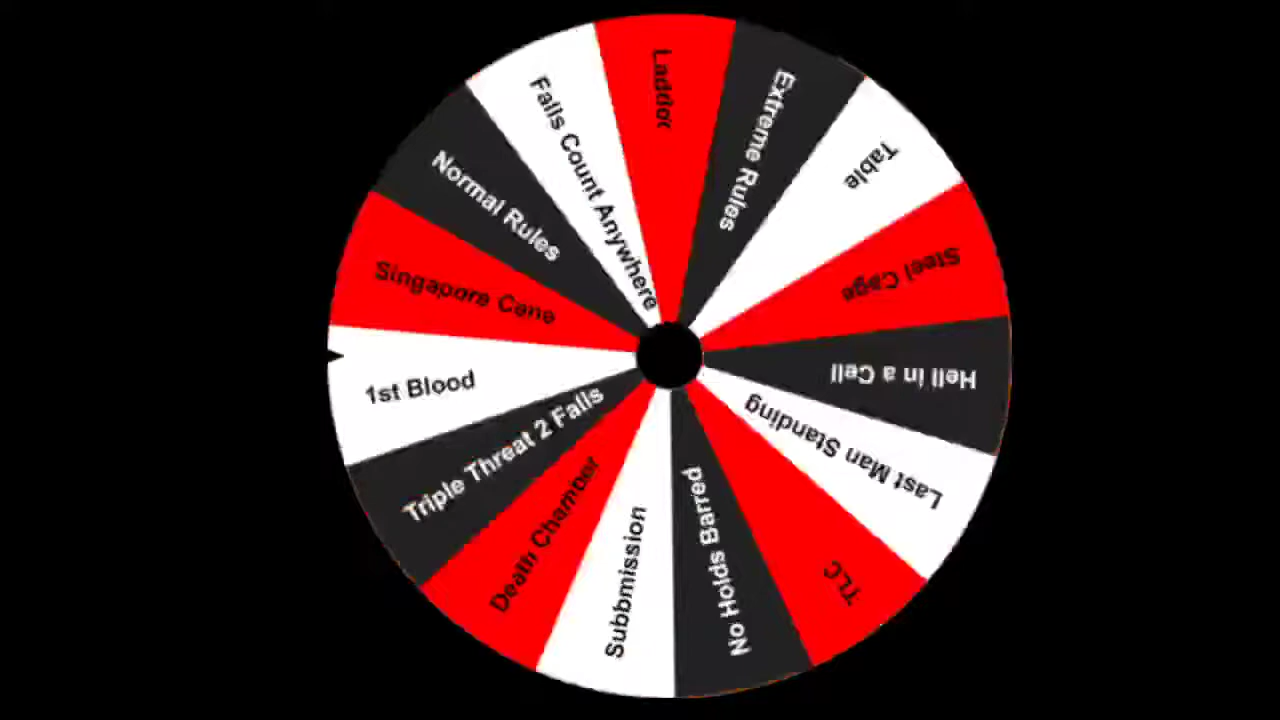 Ladder
Extreme Rules
Table
Steel Cage
Hell in a Cell
Last Man Standing
TLC
No Holds Barred
Subbmission
Death Chamber
Triple Threat 2 Falls
1st Blood
Singapore Cane
Normal Rules
Falls Count Anywhere